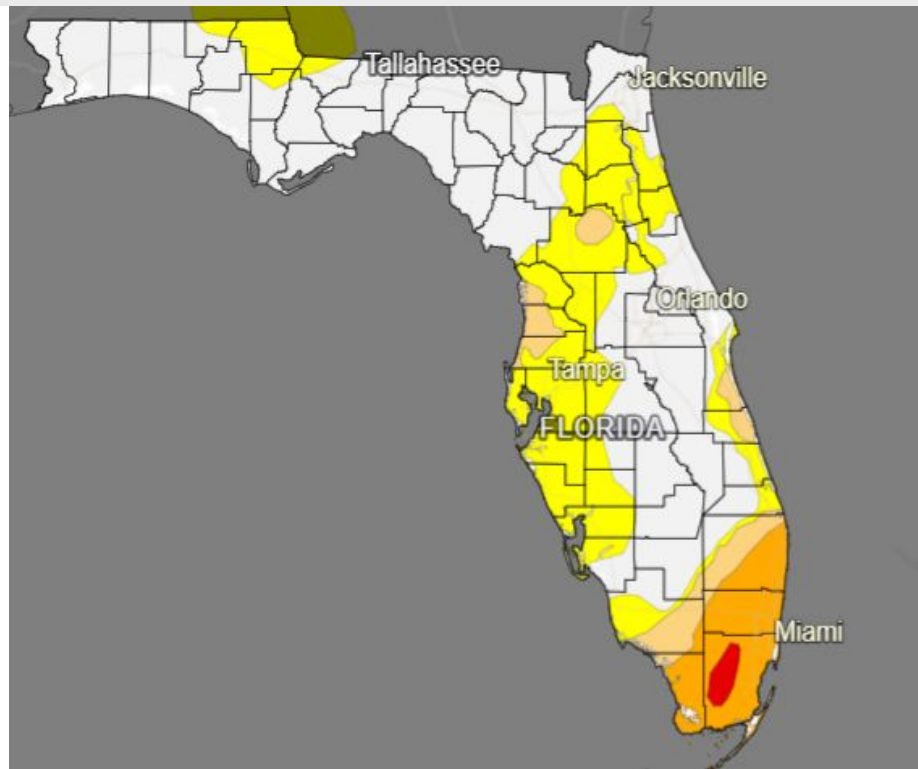 Tallahassee
Jacksonville
Orlando
Tampa
FLORIDA
Miami